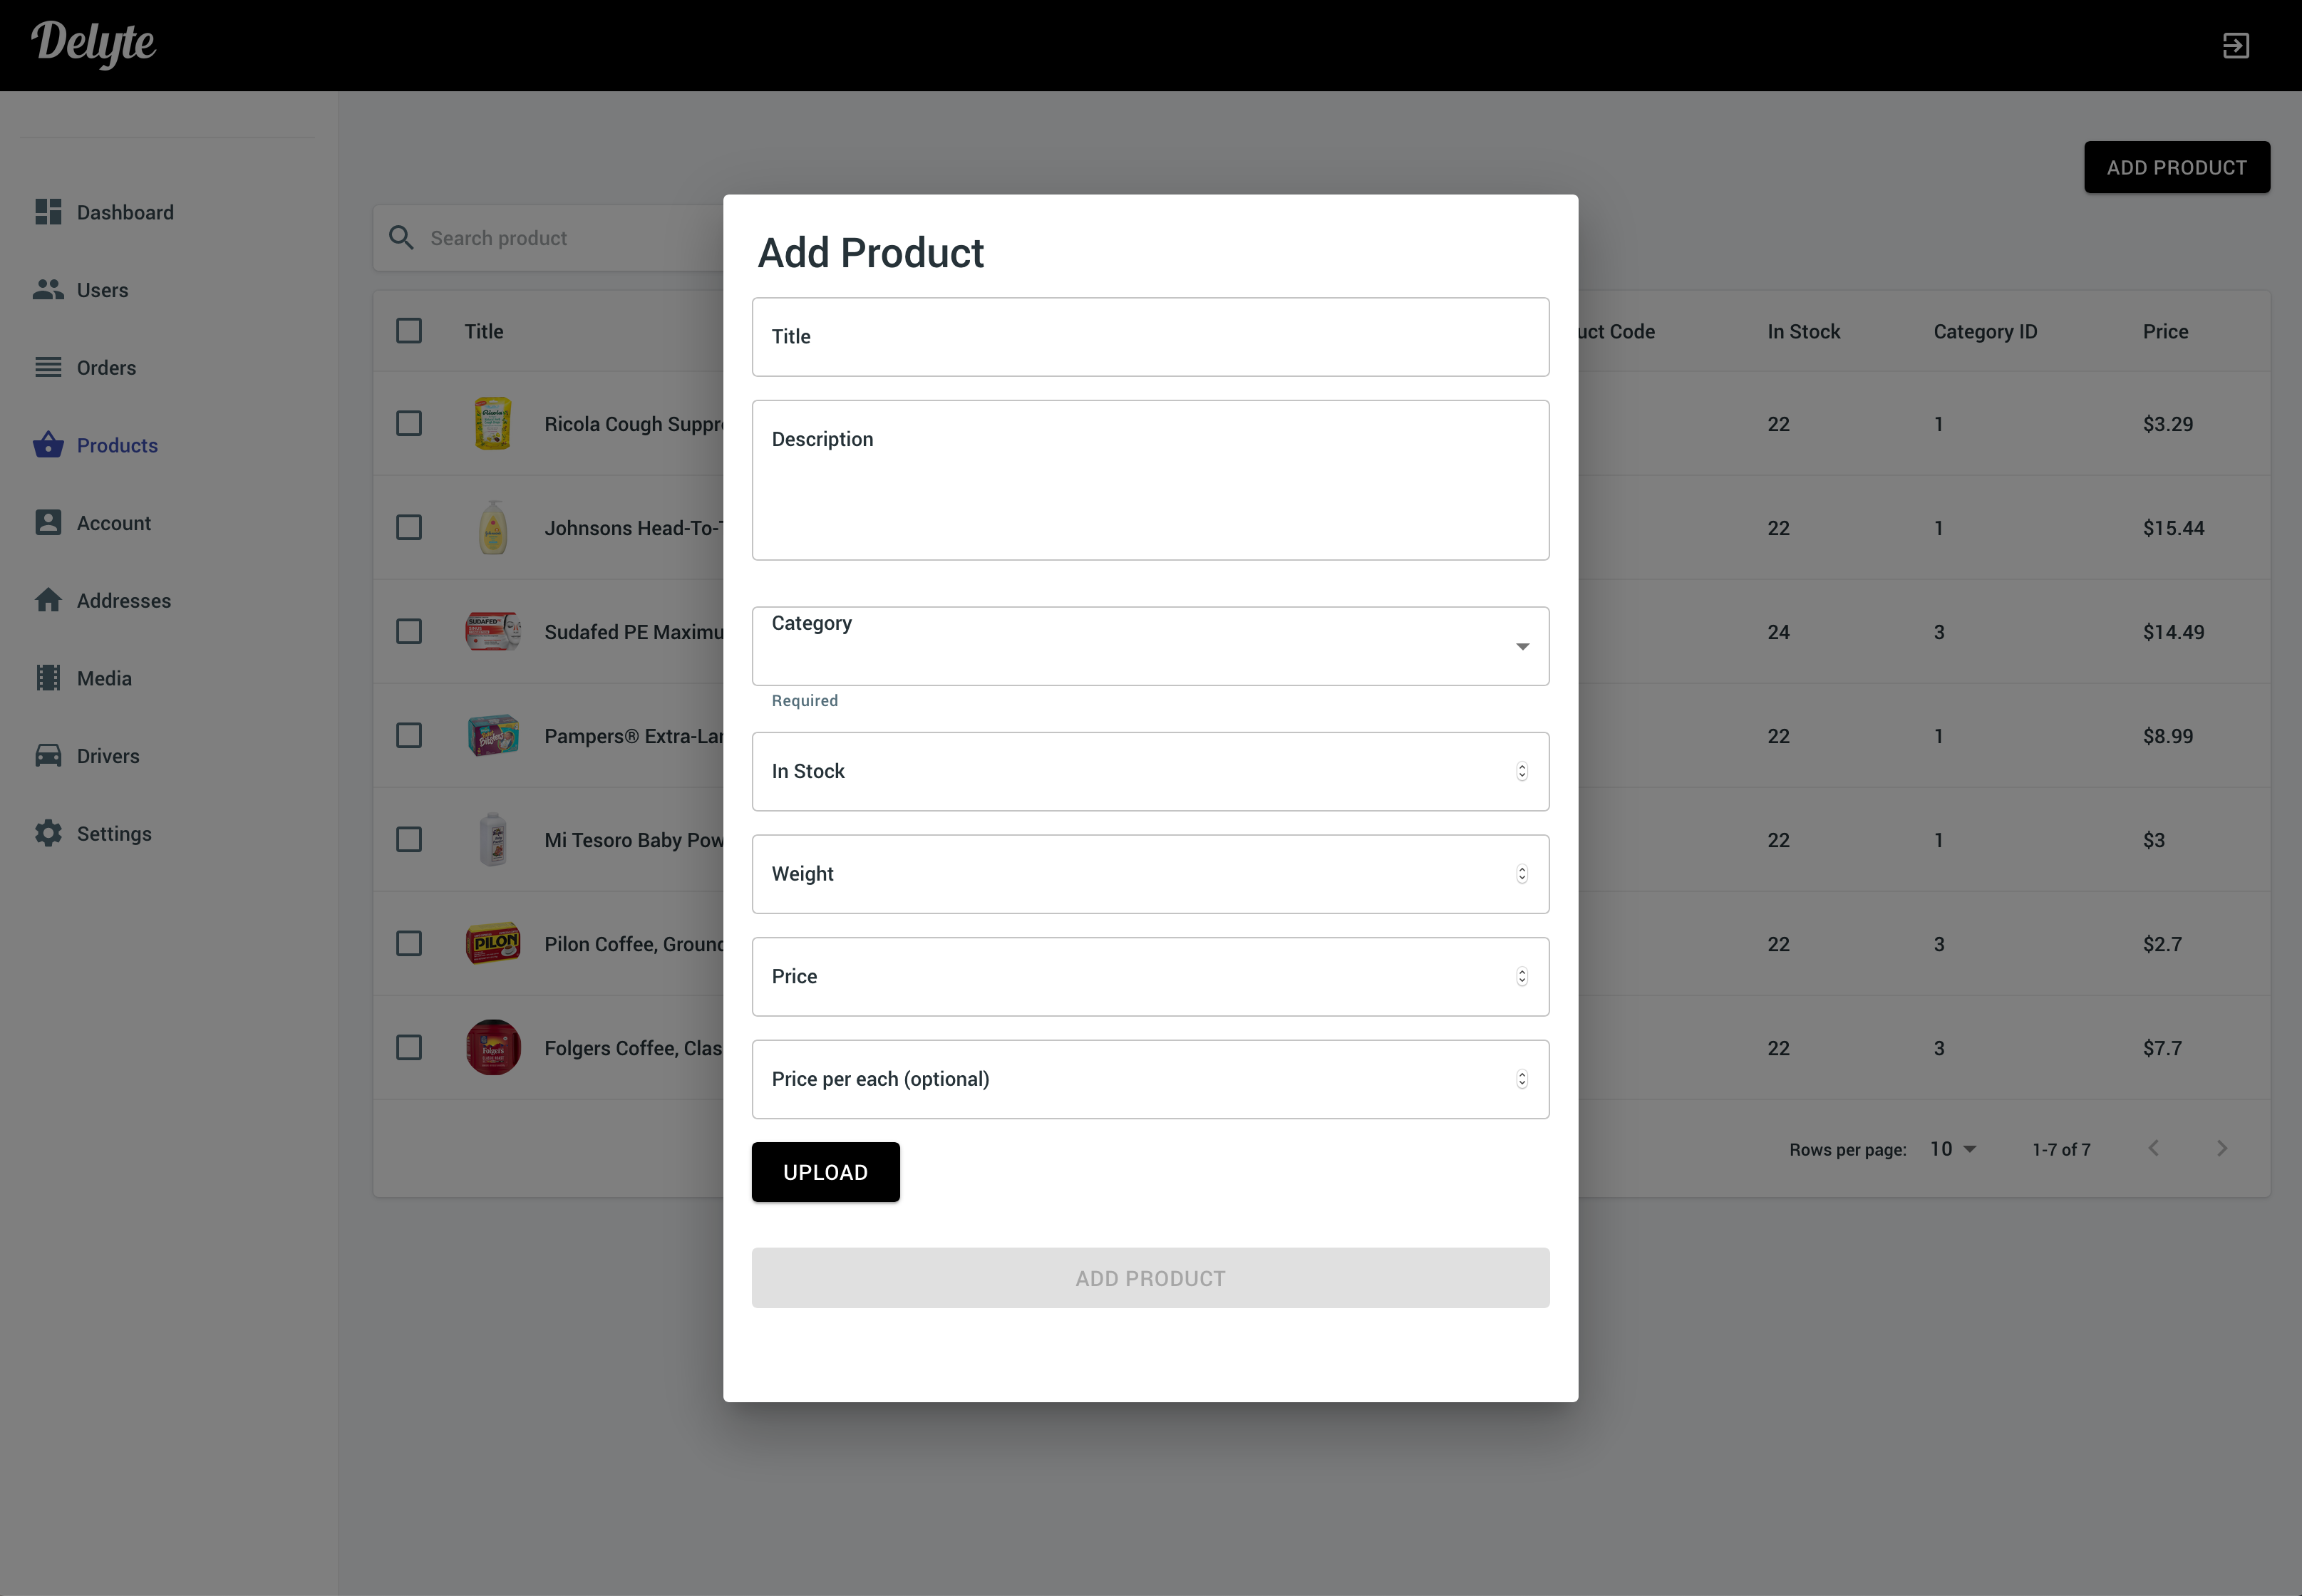 Delyte
ADD PRODUCT
Dashboard
Users
Orders
Products
Account
Addresses
Media
Drivers
Settings
Search product
Title
uct Code
In Stock
Category ID
Price
Ricola Cough Suppr
22
1
$3.29
Johnsons Head-To-
22
1
$15.44
SUDAFED
Sudafed PE Maximu
24
3
$14.49
Pampers® Extra-Lar
22
1
$8.99
Mi Tesoro Baby Pow
22
1
$3
PILON
Pilon Coffee, Ground
22
3
$2.7
Folgers
Folgers Coffee, Clas
22
3
$7.7
Rows per page:
10
1-7 of 7
Add Product
Title
Description
Category
Required
In Stock
Weight
Price
Price per each (optional)
UPLOAD
ADD PRODUCT